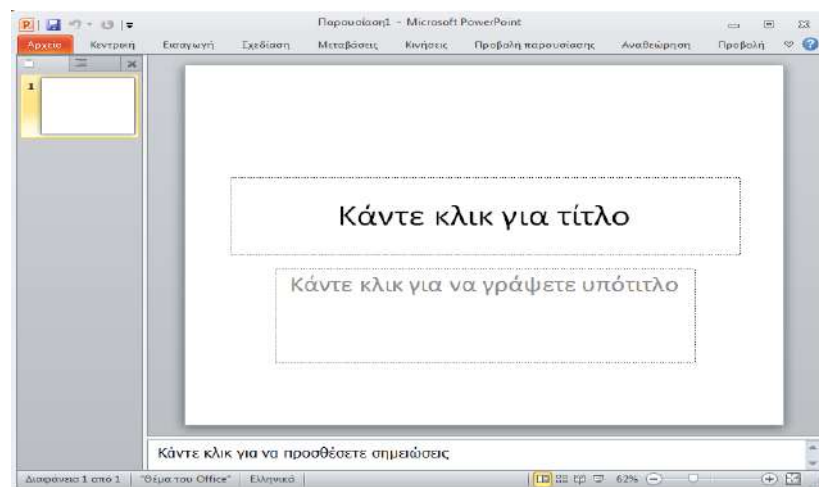 Παρουσίαση1 - Microsoft PowerPoint
Αρχείο Κεντρική Εισαγωγή Σχεδίαση Μεταβάσεις Κινήσεις Προβολή παρουσίασης Αναθεώρηση Προβολή
1
Κάντε κλικ για τίτλο
Κάντε κλικ για να γράψετε υπότιτλο
Κάντε κλικ για να προσθέσετε σημειώσεις
Διαφάνεια 1 από 1 "Θέμα του Office" Ελληνικά 62%